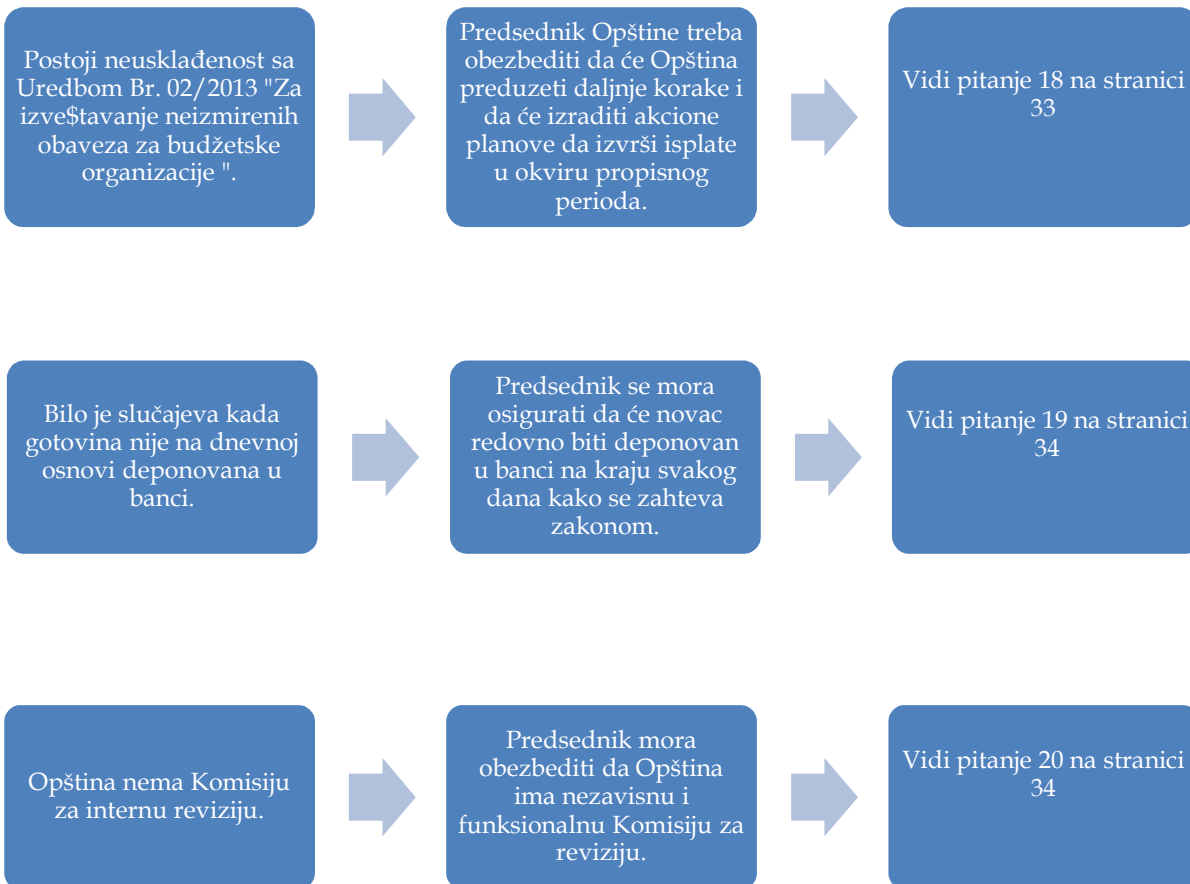 Postoji neusklađenost sa
Uredbom Br. 02/2013 "Za
izve$tavanje neizmirenih
obaveza za budžetske
organizacije ".
Predsednik Opštine treba
obezbediti da će Opština
preduzeti daljnje korake i
da će izraditi akcione
planove da izvrši isplate
u okviru propisnog
perioda.
Vidi pitanje 18 na stranici
33
Bilo je slučajeva kada
gotovina nije na dnevnoj
osnovi deponovana u
banci.
Predsednik se mora
osigurati da će novac
redovno biti deponovan
u banci na kraju svakog
dana kako se zahteva
zakonom.
Vidi pitanje 19 na stranici
34
Opština nema Komisiju
za internu reviziju.
Predsednik mora
obezbediti da Opština
ima nezavisnu i
funksionalnu Komisiju za
reviziju.
Vidi pitanje 20 na stranici
34